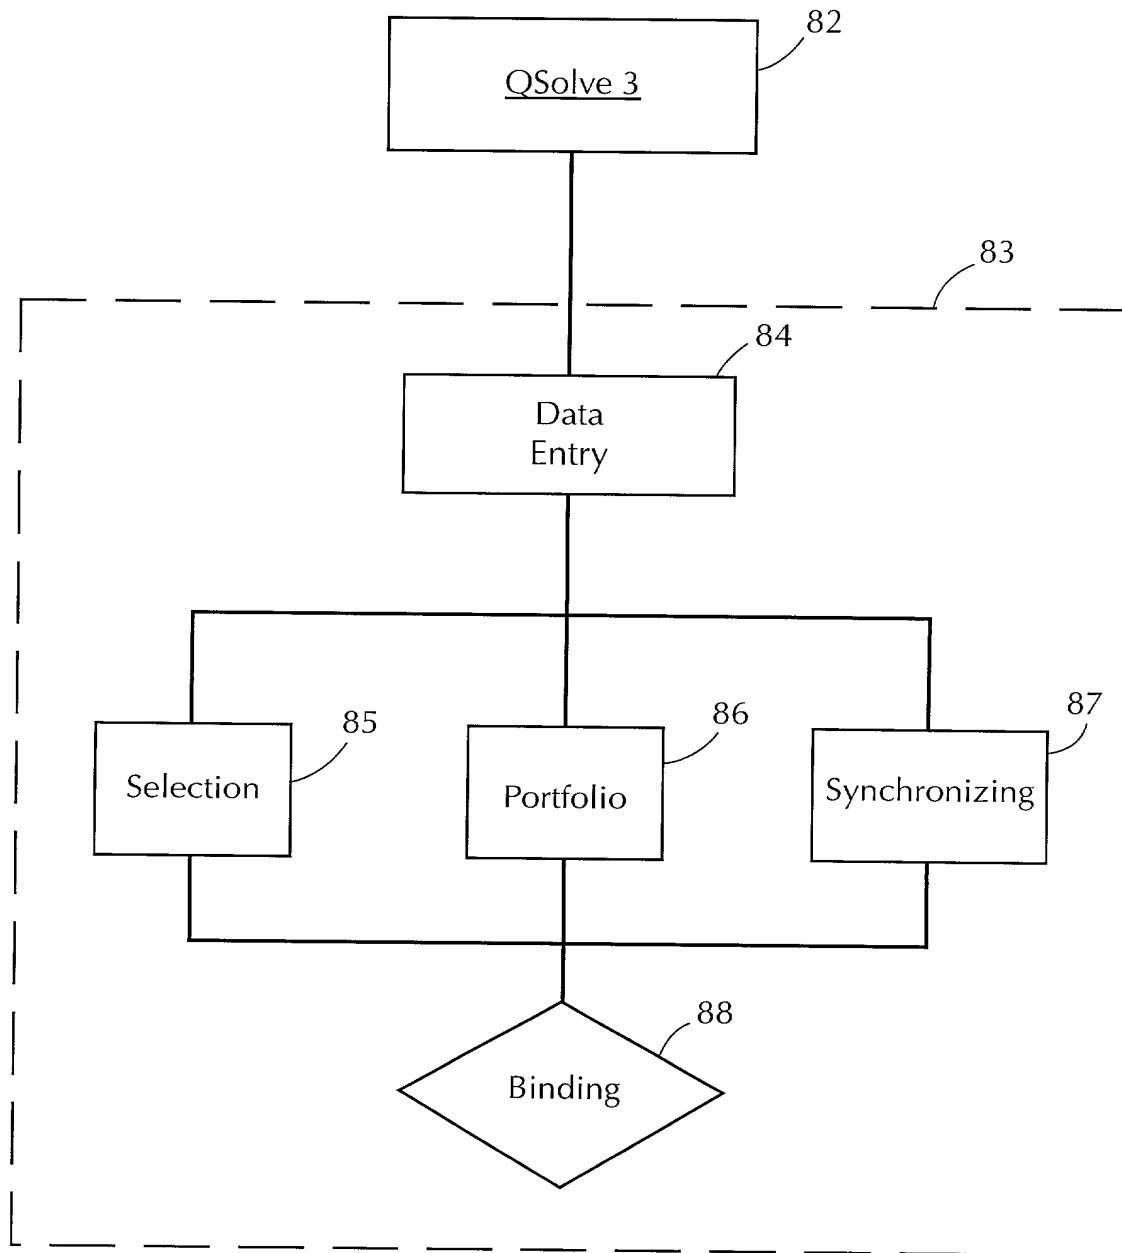 82
QSolve 3
83
84
Data
Entry
85
86
87
Selection
Portfolio
Synchronizing
88
Binding